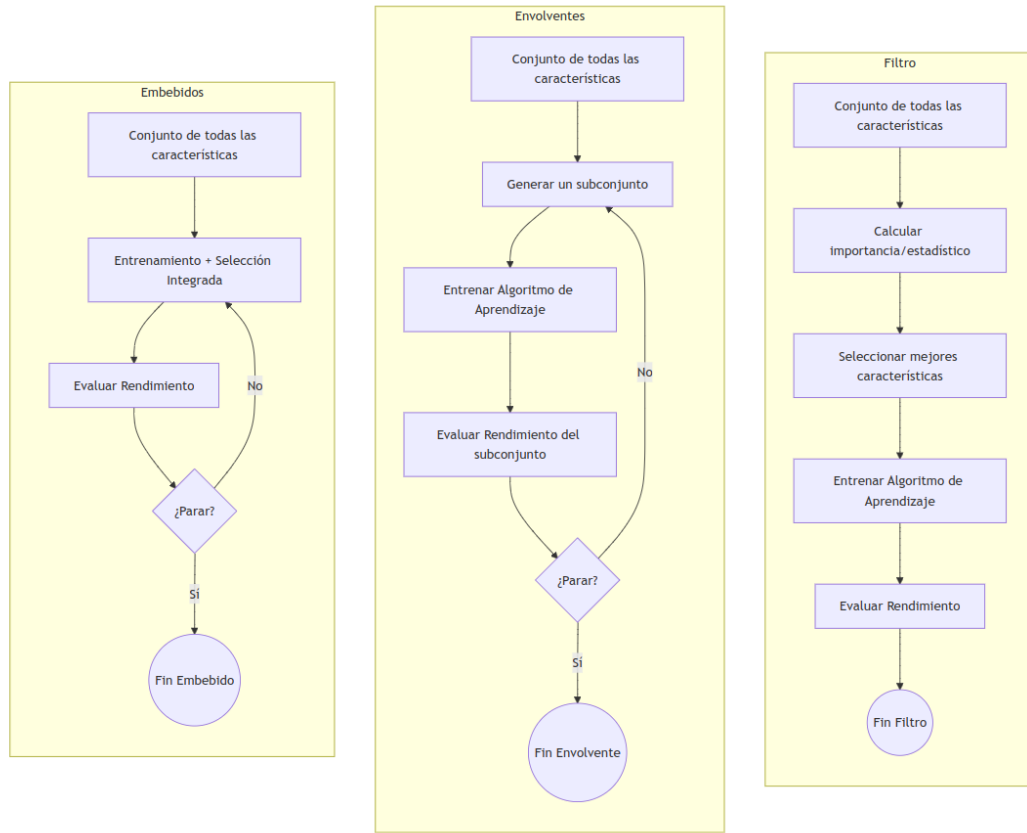 Embebidos
Conjunto de todas las
características
Entrenamiento + Selección
Integrada
Evaluar Rendimiento
No
¿Parar?
Sí
Fin Embebido
Envolventes
Conjunto de todas las
características
Generar un subconjunto
Entrenar Algoritmo de
Aprendizaje
No
Evaluar Rendimiento del
subconjunto
¿Parar?
Sí
Fin Envolvente
Filtro
Conjunto de todas las
características
Calcular
importancia/estadístico
Seleccionar mejores
características
Entrenar Algoritmo de
Aprendizaje
Evaluar Rendimiento
Fin Filtro